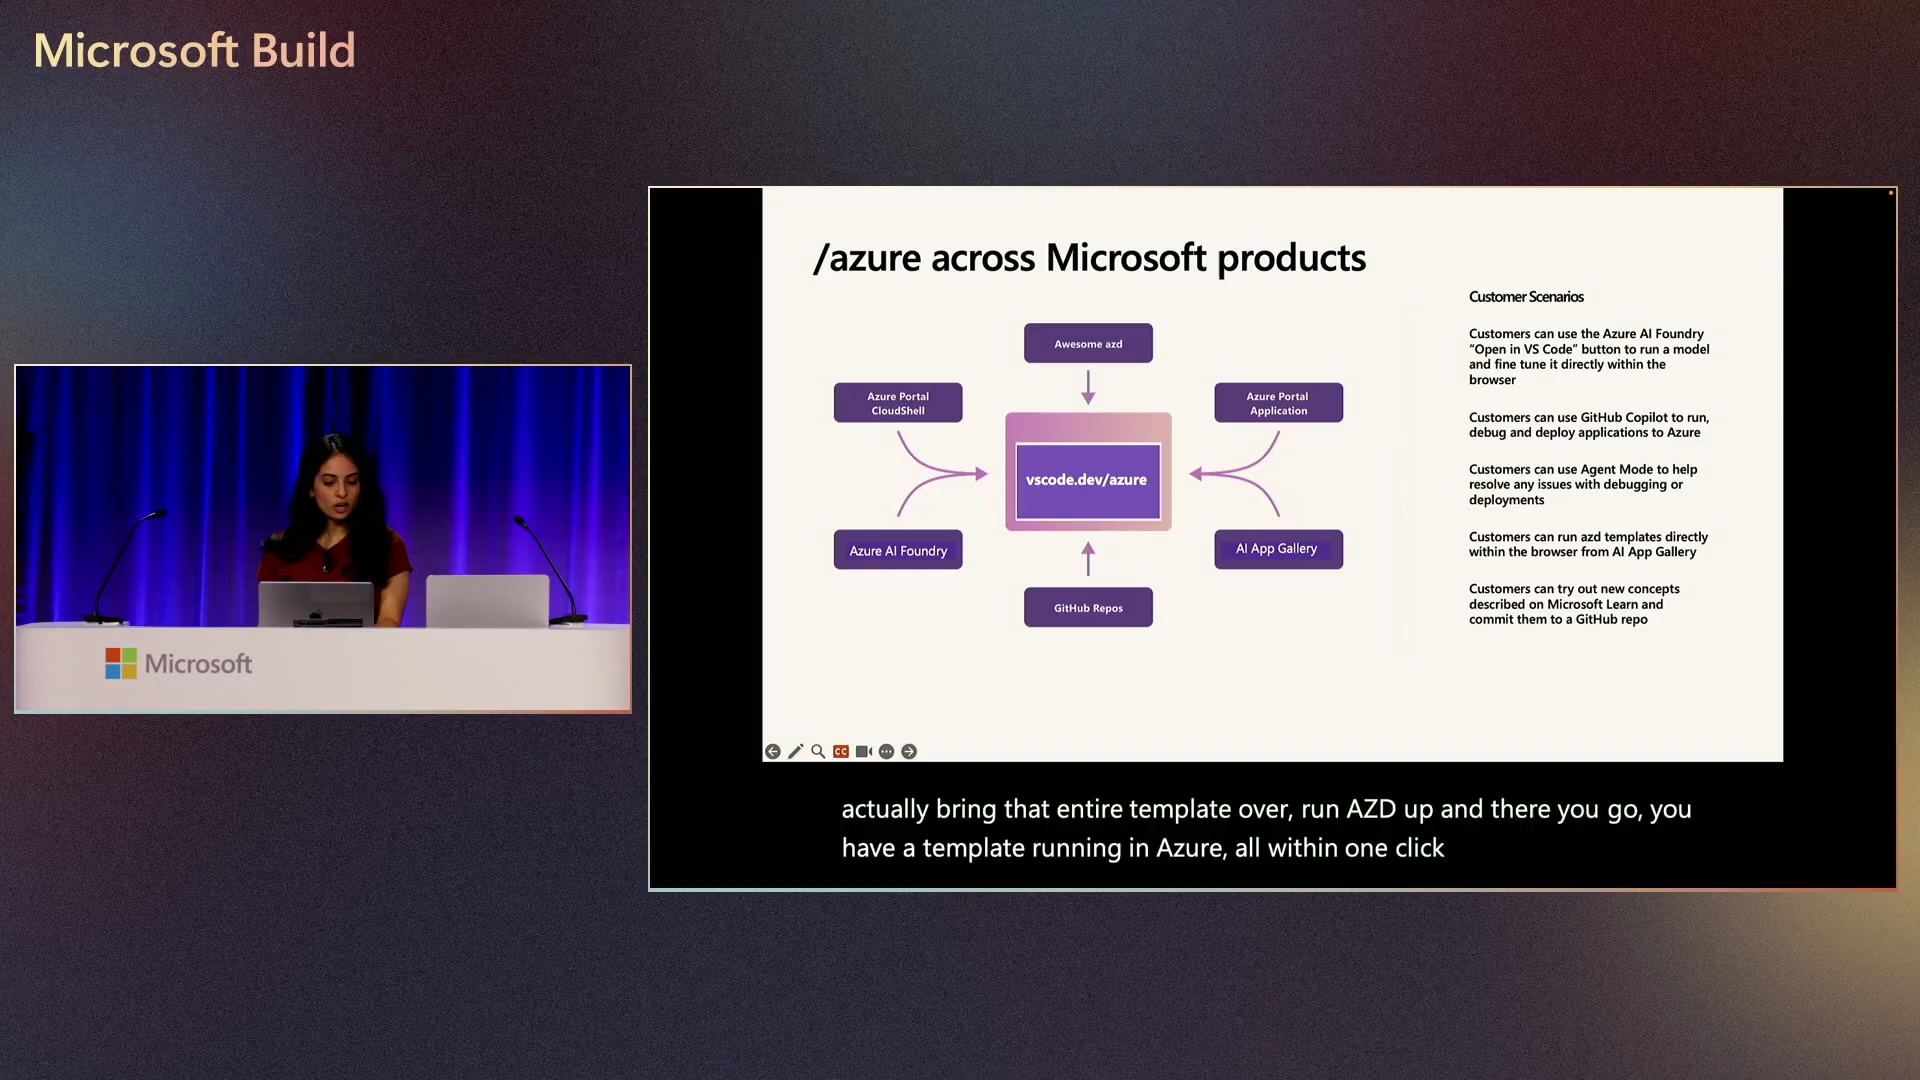 Microsoft Build
Microsoft
/azure across Microsoft products
Awesome azd
Azure Portal
CloudShell
Azure Portal
Application
vscode.dev/azure
Azure AI Foundry
AI App Gallery
GitHub Repos
Customer Scenarios
Customers can use the Azure AI Foundry
“Open in VS Code” button to run a model
and fine tune it directly within the
browser
Customers can use GitHub Copilot to run,
debug and deploy applications to Azure
Customers can use Agent Mode to help
resolve any issues with debugging or
deployments
Customers can run azd templates directly
within the browser from AI App Gallery
Customers can try out new concepts
described on Microsoft Learn and
commit them to a GitHub repo
CC
actually bring that entire template over, run AZD up and there you go, you
have a template running in Azure, all within one click